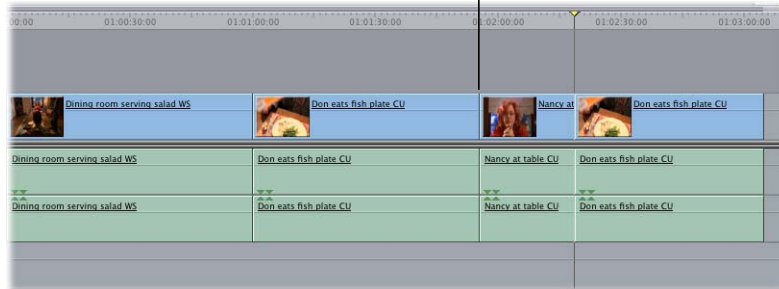 00:00 01:00:30:00 01:01:00:00 01:01:30:00 01:02:00:00 01:02:30:00 01:03:00:00
Dining room serving salad WS Don eats fish plate CU Nancy at Don eats fish plate CU
Dining room serving salad WS Don eats fish plate CU Nancy at table CU Don eats fish plate CU
Dining room serving salad WS Don eats fish plate CU Nancy at table CU Don eats fish plate CU